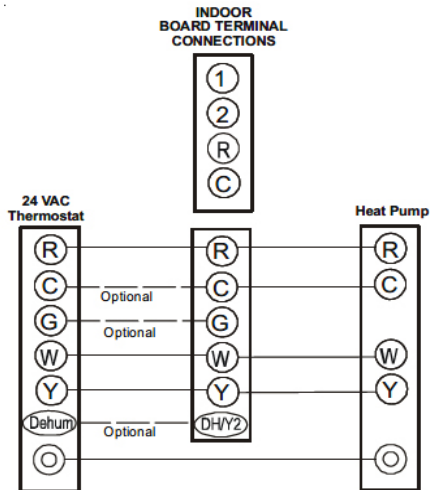 INDOOR
BOARD TERMINAL
CONNECTIONS
1
2
R
C
24 VAC
Thermostat
Heat Pump
R R R
C Optional C C
G Optional G
W W W
Y Y Y
Dehum Optional DH/Y2
O O